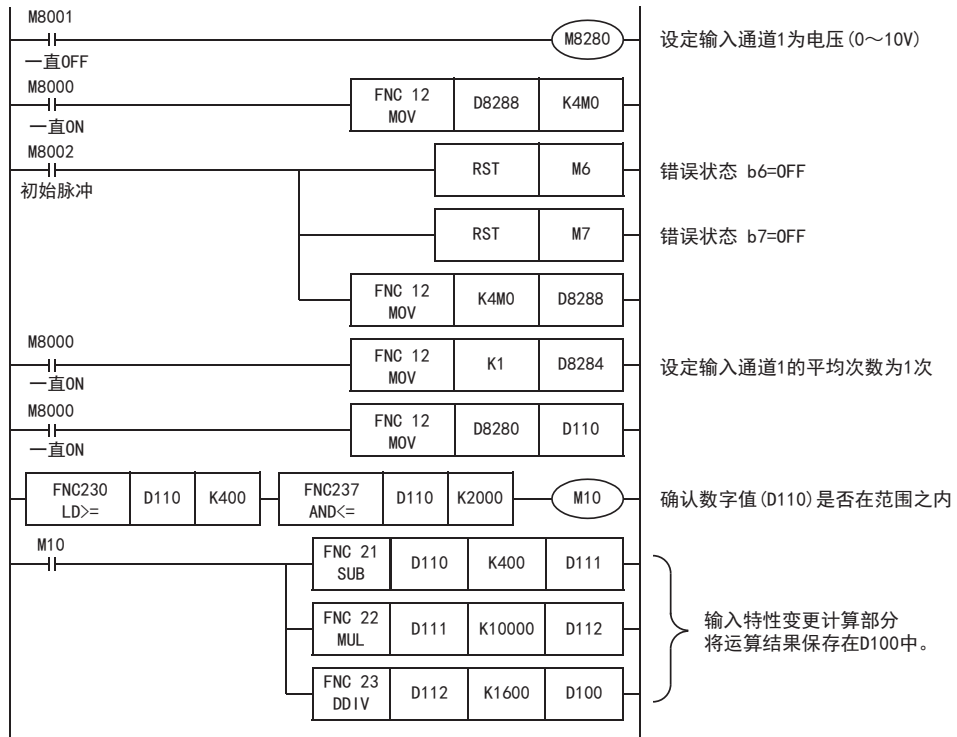 M8001
一直OFF
M8280
设定输入通道1为电压(0～10V)
M8000
一直ON
FNC 12
MOV
D8288
K4M0
M8002
初始脉冲
RST
M6
错误状态 b6=OFF
RST
M7
错误状态 b7=OFF
FNC 12
MOV
K4M0
D8288
M8000
一直ON
FNC 12
MOV
K1
D8284
设定输入通道1的平均次数为1次
M8000
一直ON
FNC 12
MOV
D8280
D110
FNC230
LD>=
D110
K400
FNC237
AND<=
D110
K2000
M10
确认数字值(D110)是否在范围之内
M10
FNC 21
SUB
D110
K400
D111
FNC 22
MUL
D111
K10000
D112
FNC 23
DDIV
D112
K1600
D100
输入特性变更计算部分
将运算结果保存在D100中。